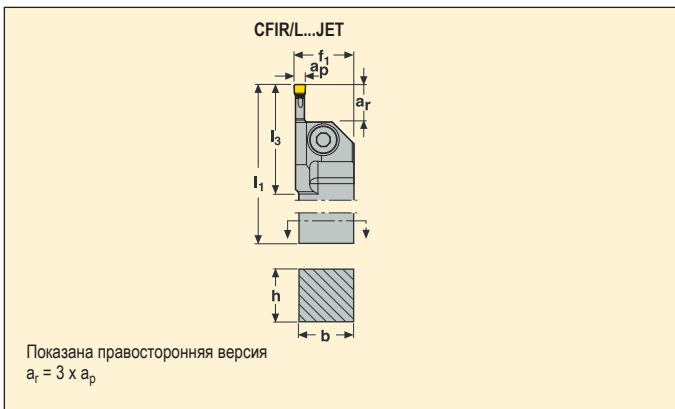 CFIR/L...JET
f₁
aₚ
aᵣ
l₃
l₁
h
b
Показана правосторонняя версия
aᵣ = 3 x aₚ